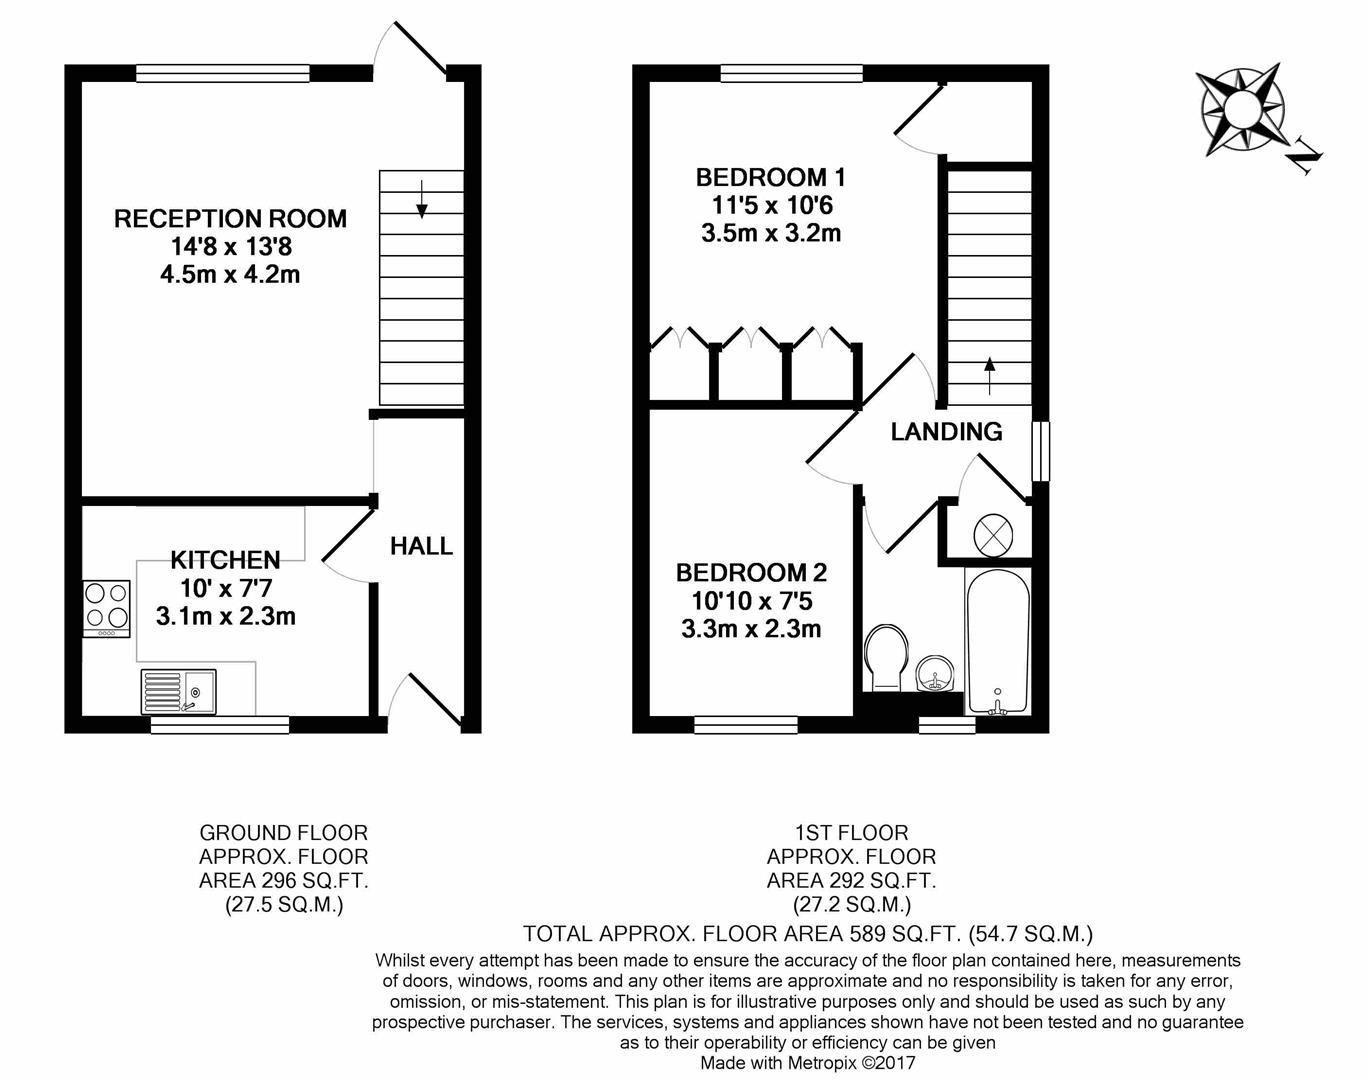 RECEPTION ROOM
14'8 x 13'8
4.5m x 4.2m
KITCHEN
10' x 7'7
3.1m x 2.3m
HALL
BEDROOM 1
11'5 x 10'6
3.5m x 3.2m
LANDING
BEDROOM 2
10'10 x 7'5
3.3m x 2.3m
N
GROUND FLOOR
APPROX. FLOOR
AREA 296 SQ.FT.
(27.5 SQ.M.)
1ST FLOOR
APPROX. FLOOR
AREA 292 SQ.FT.
(27.2 SQ.M.)
TOTAL APPROX. FLOOR AREA 589 SQ.FT. (54.7 SQ.M.)
Whilst every attempt has been made to ensure the accuracy of the floor plan contained here, measurements
of doors, windows, rooms and any other items are approximate and no responsibility is taken for any error,
omission, or mis-statement. This plan is for illustrative purposes only and should be used as such by any
prospective purchaser. The services, systems and appliances shown have not been tested and no guarantee
as to their operability or efficiency can be given
Made with Metropix ©2017